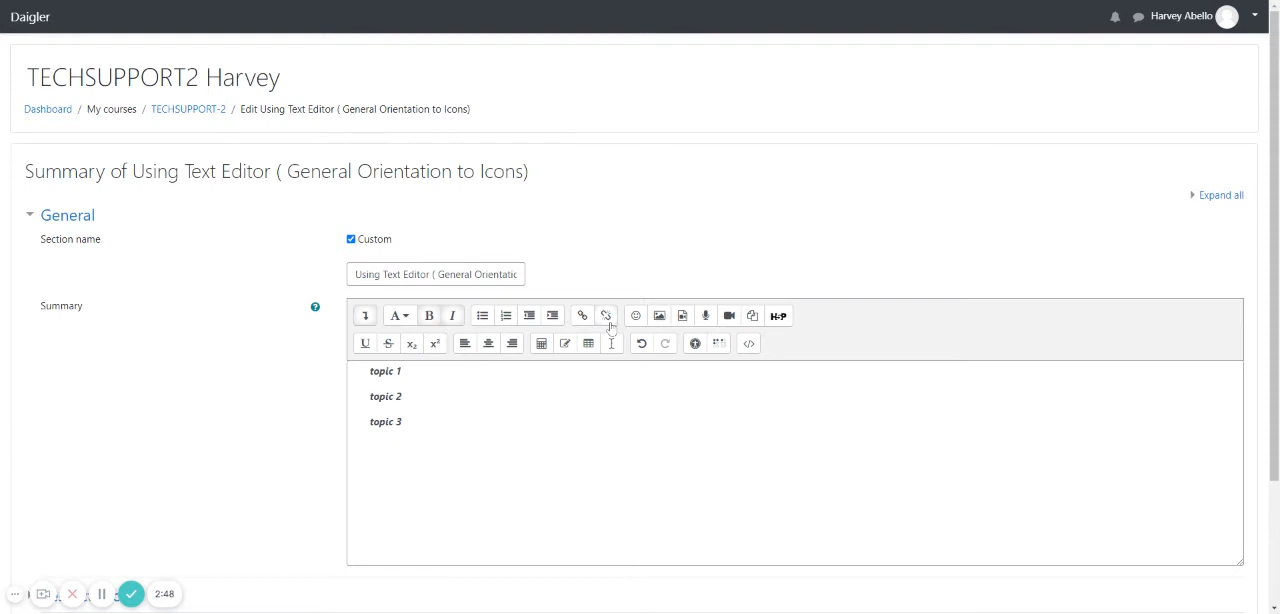 Daigler
Harvey Abello
TECHSUPPORT2 Harvey
Dashboard / My courses / TECHSUPPORT-2 / Edit Using Text Editor ( General Orientation to Icons)
Summary of Using Text Editor ( General Orientation to Icons)
Expand all
General
Section name
Custom
Using Text Editor ( General Orientatic
Summary
A B I
H-P
U S x₂ x²
topic 1
topic 2
topic 3
2:48